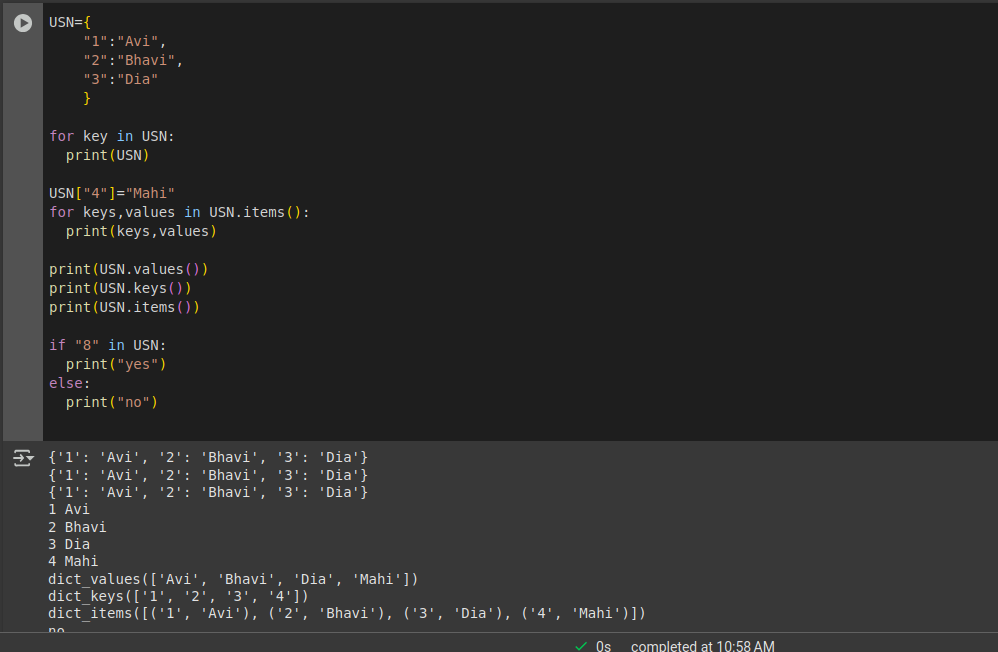 USN={
    "1":"Avi",
    "2":"Bhavi",
    "3":"Dia"
    }
for key in USN:
  print(USN)
USN["4"]="Mahi"
for keys,values in USN.items():
  print(keys,values)
print(USN.values())
print(USN.keys())
print(USN.items())
if "8" in USN:
  print("yes")
else:
  print("no")
{'1': 'Avi', '2': 'Bhavi', '3': 'Dia'}
{'1': 'Avi', '2': 'Bhavi', '3': 'Dia'}
{'1': 'Avi', '2': 'Bhavi', '3': 'Dia'}
1 Avi
2 Bhavi
3 Dia
4 Mahi
dict_values(['Avi', 'Bhavi', 'Dia', 'Mahi'])
dict_keys(['1', '2', '3', '4'])
dict_items([('1', 'Avi'), ('2', 'Bhavi'), ('3', 'Dia'), ('4', 'Mahi')])
no
0s completed at 10:58 AM